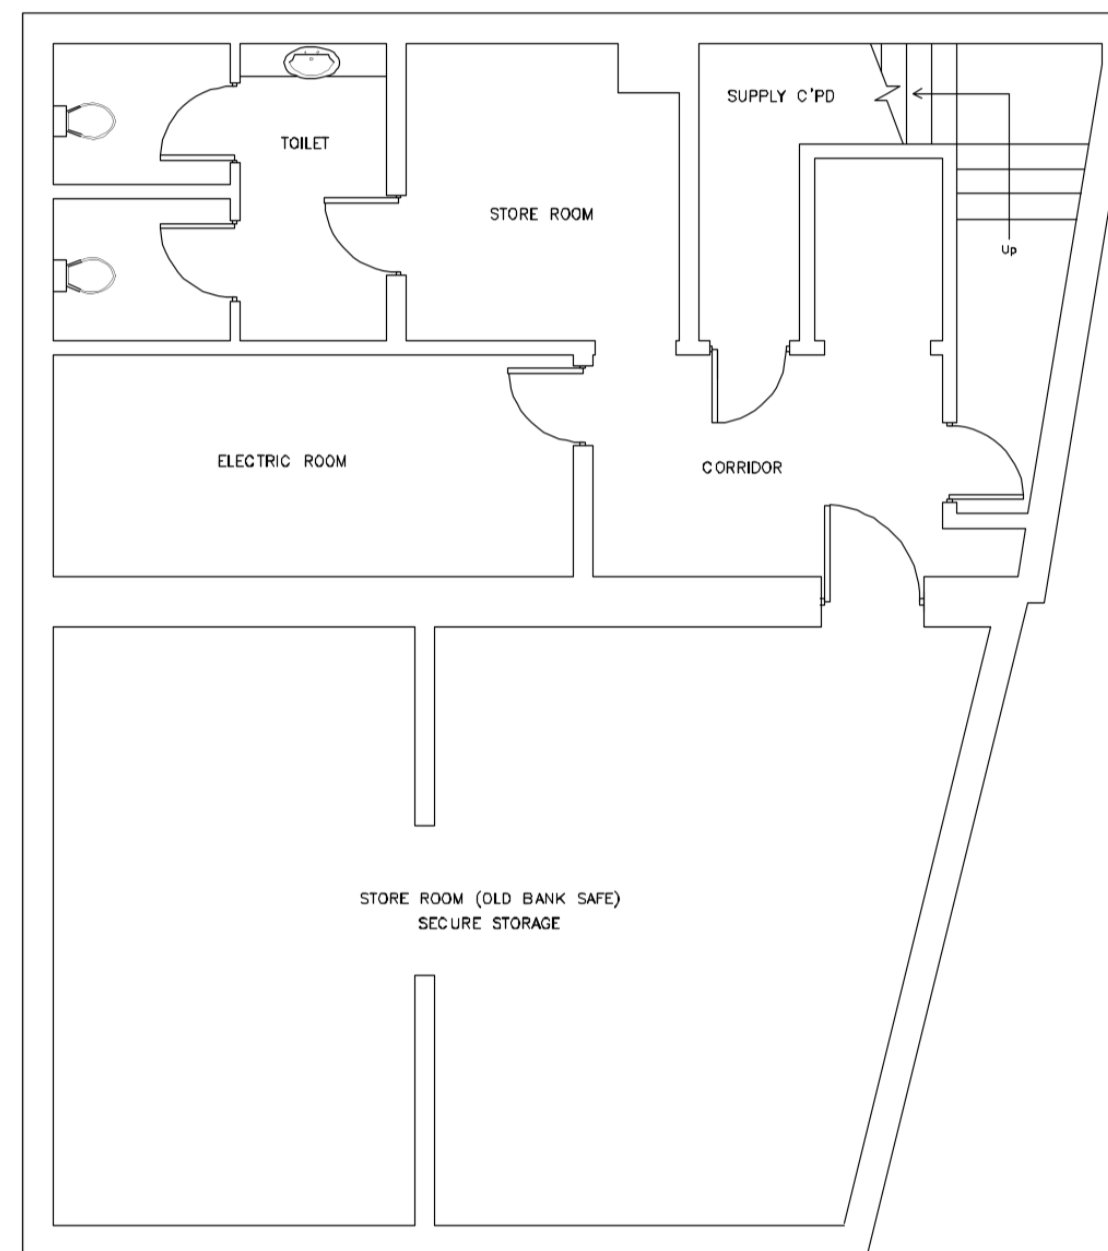 SUPPLY C'PD
TOILET
STORE ROOM
Up
ELECTRIC ROOM
CORRIDOR
STORE ROOM (OLD BANK SAFE)
SECURE STORAGE